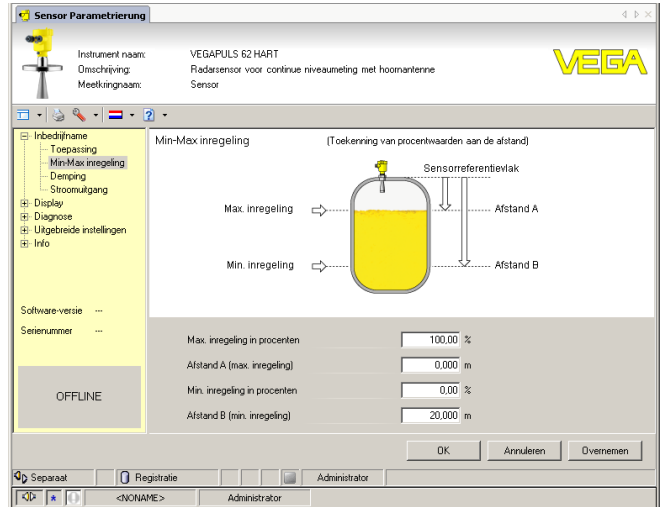 Sensor Parametrierung
Instrument naam: VEGAPULS 62 HART
Omschrijving: Radarsensor voor continue niveaumeting met hoornantenne
Meetkringnaam: Sensor
VEGA
Inbedrijfname
Toepassing
Min-Max inregeling
Demping
Stroomuitgang
Display
Diagnose
Uitgebreide instellingen
Info
Software-versie ---
Serienummer ---
OFFLINE
Min-Max inregeling (Toekenning van procentwaarden aan de afstand)
Sensorreferentievlak
Max. inregeling Afstand A
Min. inregeling Afstand B
Max. inregeling in procenten 100,00 %
Afstand A (max. inregeling) 0,000 m
Min. inregeling in procenten 0,00 %
Afstand B (min. inregeling) 20,000 m
OK Annuleren Overnemen
Separaat Registratie Administrator
<NONAME> Administrator